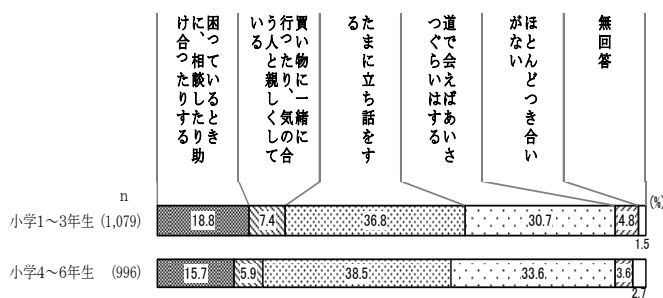 困っているとき
に、相談したり助
け合ったりする
買い物に一緒に
行ったり、気の合
う人と親しくして
いる
たまに立ち話をす
る
道で会えばあいさ
つぐらいはする
ほとんどつき合い
がない
無回答
(%)
n
小学1～3年生 (1,079)
18.8
7.4
36.8
30.7
4.8
1.5
小学4～6年生 (996)
15.7
5.9
38.5
33.6
3.6
2.7